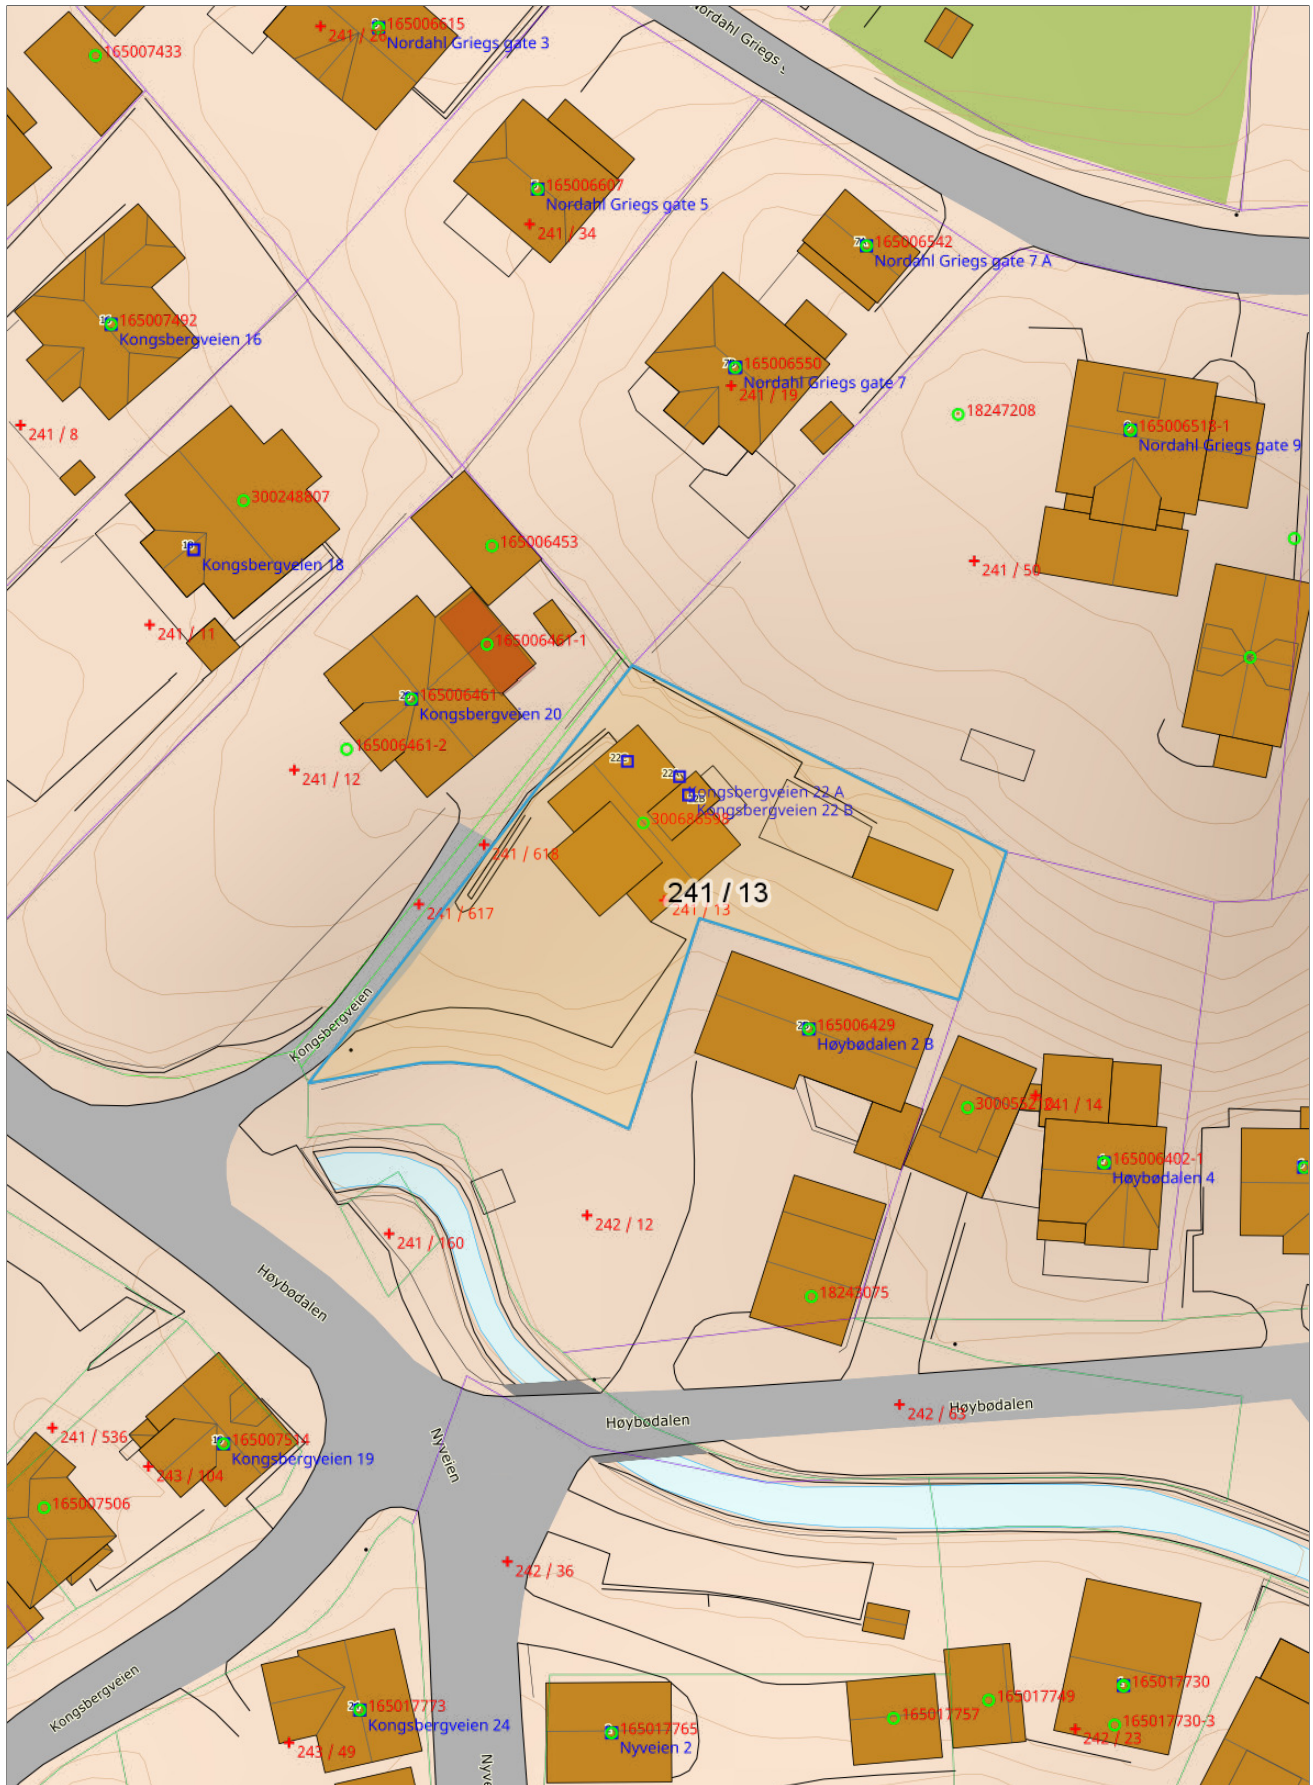 Nordahl Griegs
165007433
241 / 26
165006615
Nordahl Griegs gate 3
165006607
Nordahl Griegs gate 5
241 / 34
165006542
Nordahl Griegs gate 7 A
165007492
Kongsbergveien 16
165006550
Nordahl Griegs gate 7
241 / 19
241 / 8
18247208
165006518-1
Nordahl Griegs gate 9
300248807
Kongsbergveien 18
165006453
241 / 50
241 / 11
165006461-1
165006461
Kongsbergveien 20
165006461-2
241 / 12
Kongsbergveien 22 A
Kongsbergveien 22 B
241 / 618
241 / 13
241 / 13
241 / 617
Kongsbergveien
165006429
Høybødalen 2 B
241 / 14
165006402-1
Høybødalen 4
242 / 12
241 / 160
Høybødalen
18243075
Høybødalen
242 / 63
Høybødalen
Nyveien
241 / 536
165007514
Kongsbergveien 19
243 / 104
165007506
242 / 36
Kongsbergveien
165017773
Kongsbergveien 24
243 / 49
165017765
Nyveien 2
165017757
165017749
165017730
165017730-3
242 / 23
Nyve